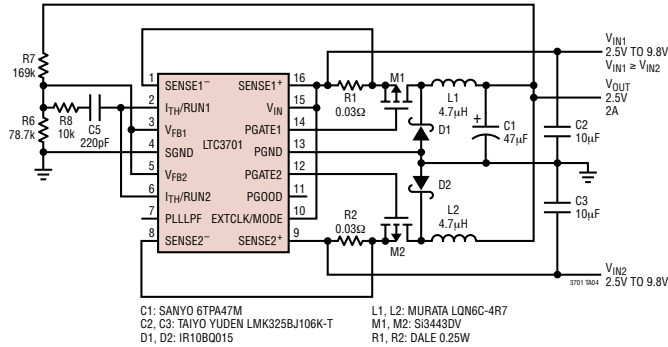 R7
169k
R6
78.7k
R8
10k
C5
220pF
1
2
3
4
5
6
7
8
SENSE1–
ITH/RUN1
VFB1
SGND
VFB2
ITH/RUN2
PLLLPF
SENSE2–
LTC3701
SENSE1+
VIN
PGATE1
PGND
PGATE2
PGOOD
EXTCLK/MODE
SENSE2+
16
15
14
13
12
11
10
9
R1
0.03Ω
M1
L1
4.7µH
D1
+
C1
47µF
C2
10µF
D2
L2
4.7µH
R2
0.03Ω
M2
C3
10µF
VIN1
2.5V TO 9.8V
VIN1 ≥ VIN2
VOUT
2.5V
2A
VIN2
2.5V TO 9.8V
3701 TA04
C1: SANYO 6TPA47M
C2, C3: TAIYO YUDEN LMK325BJ106K-T
D1, D2: IR10BQ015
L1, L2: MURATA LQN6C-4R7
M1, M2: Si3443DV
R1, R2: DALE 0.25W